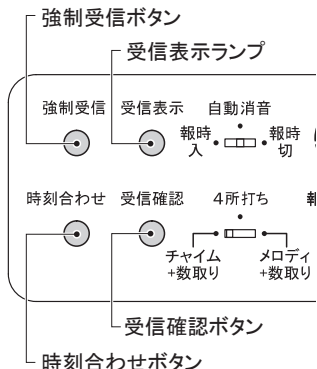 強制受信ボタン
受信表示ランプ
強制受信 受信表示 自動消音
報時入 報時切
時刻合わせ 受信確認 4所打ち
チャイム+数取り メロディ+数取り
受信確認ボタン
時刻合わせボタン